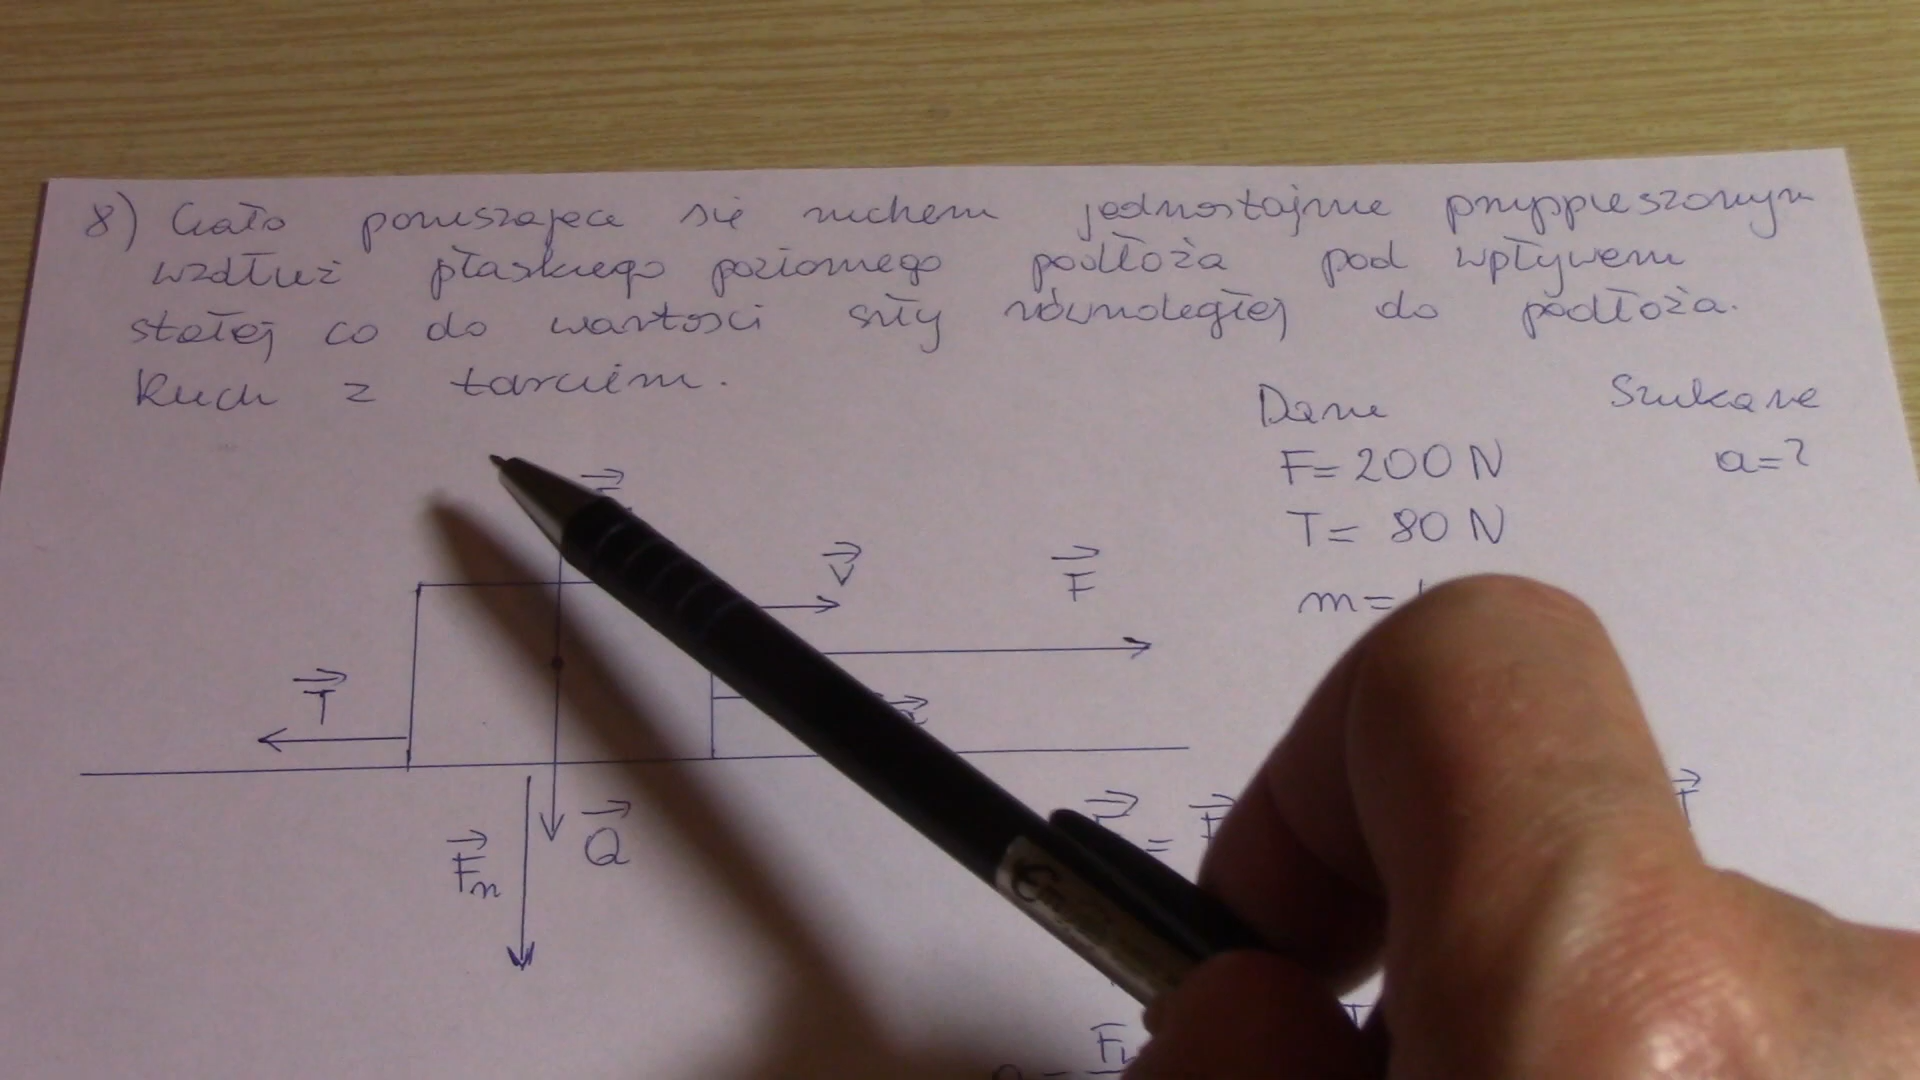 8) Ciało poruszające się ruchem jednostajnie przyspieszonym
wzdłuż płaskiego poziomego podłoża pod wpływem
stałej co do wartości siły równoległej do podłoża.
Ruch z tarciem.
Dane Szukane
F= 200 N a=?
T= 80 N
m=
V
F
T
Q
Fn
=